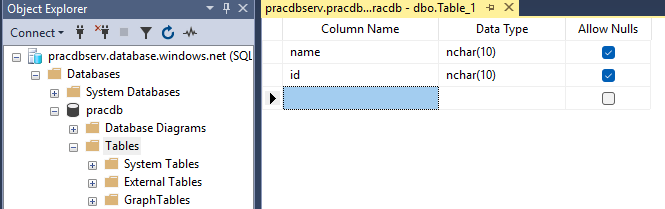 Object Explorer
Connect
pracdbserv.database.windows.net (SQL
Databases
System Databases
pracdb
Database Diagrams
Tables
System Tables
External Tables
GraphTables
pracdbserv.pracdb...racdb - dbo.Table_1
Column Name Data Type Allow Nulls
name nchar(10)
id nchar(10)